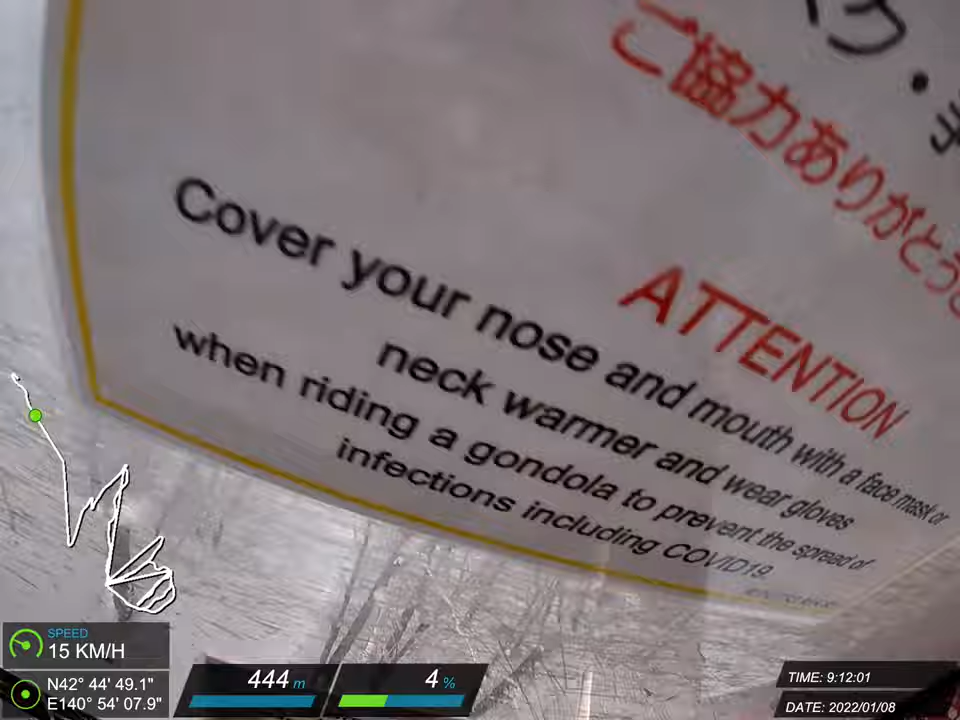 ク・
ご協力ありがとう
ATTENTION
Cover your nose and mouth with a face mask or
neck warmer and wear gloves
when riding a gondola to prevent the spread of
infections including COVID19
SPEED
15 KM/H
N42° 44' 49.1"
E140° 54' 07.9"
444 m
4 %
TIME: 9:12:01
DATE: 2022/01/08